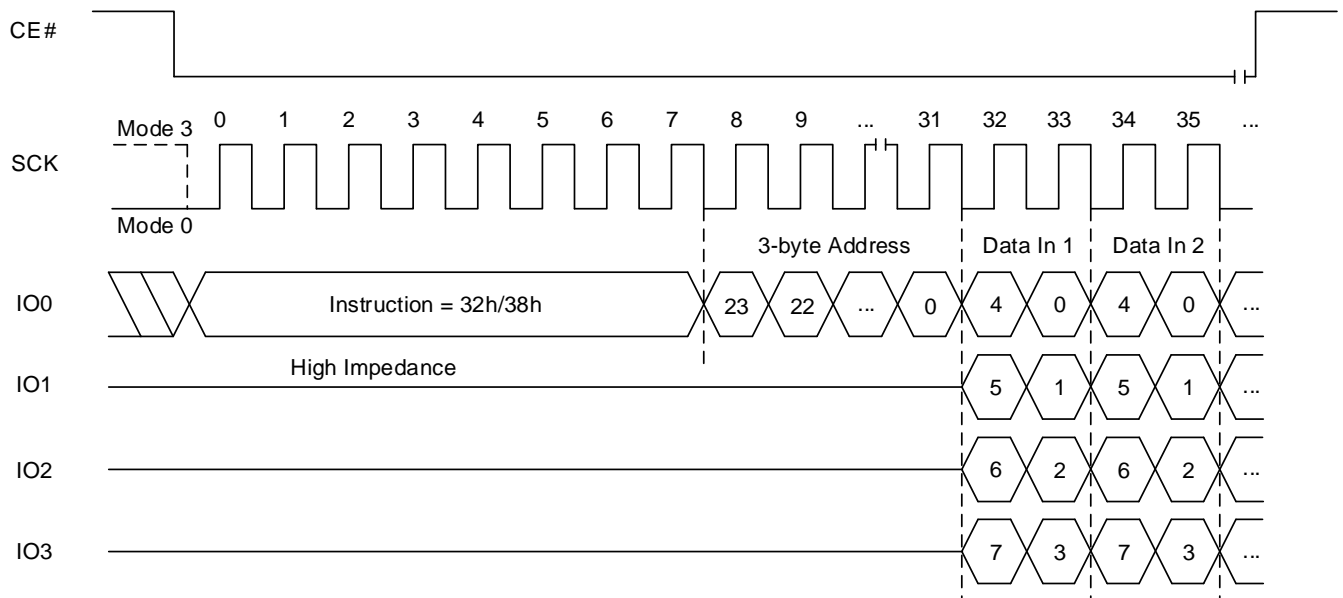 CE#
Mode 3 0 1 2 3 4 5 6 7 8 9 ... 31 32 33 34 35 ...
SCK
Mode 0
3-byte Address Data In 1 Data In 2
IO0 Instruction = 32h/38h 23 22 ... 0 4 0 4 0 ...
High Impedance
IO1 5 1 5 1 ...
IO2 6 2 6 2 ...
IO3 7 3 7 3 ...